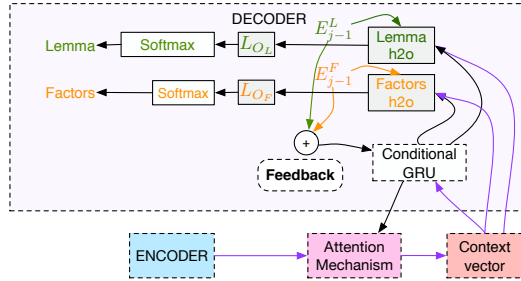 DECODER
Lemma
Softmax
L_{O_L}
E^L_{j-1}
Lemma
h2o
Factors
Softmax
L_{O_F}
E^F_{j-1}
Factors
h2o
+
Feedback
Conditional
GRU
ENCODER
Attention
Mechanism
Context
vector